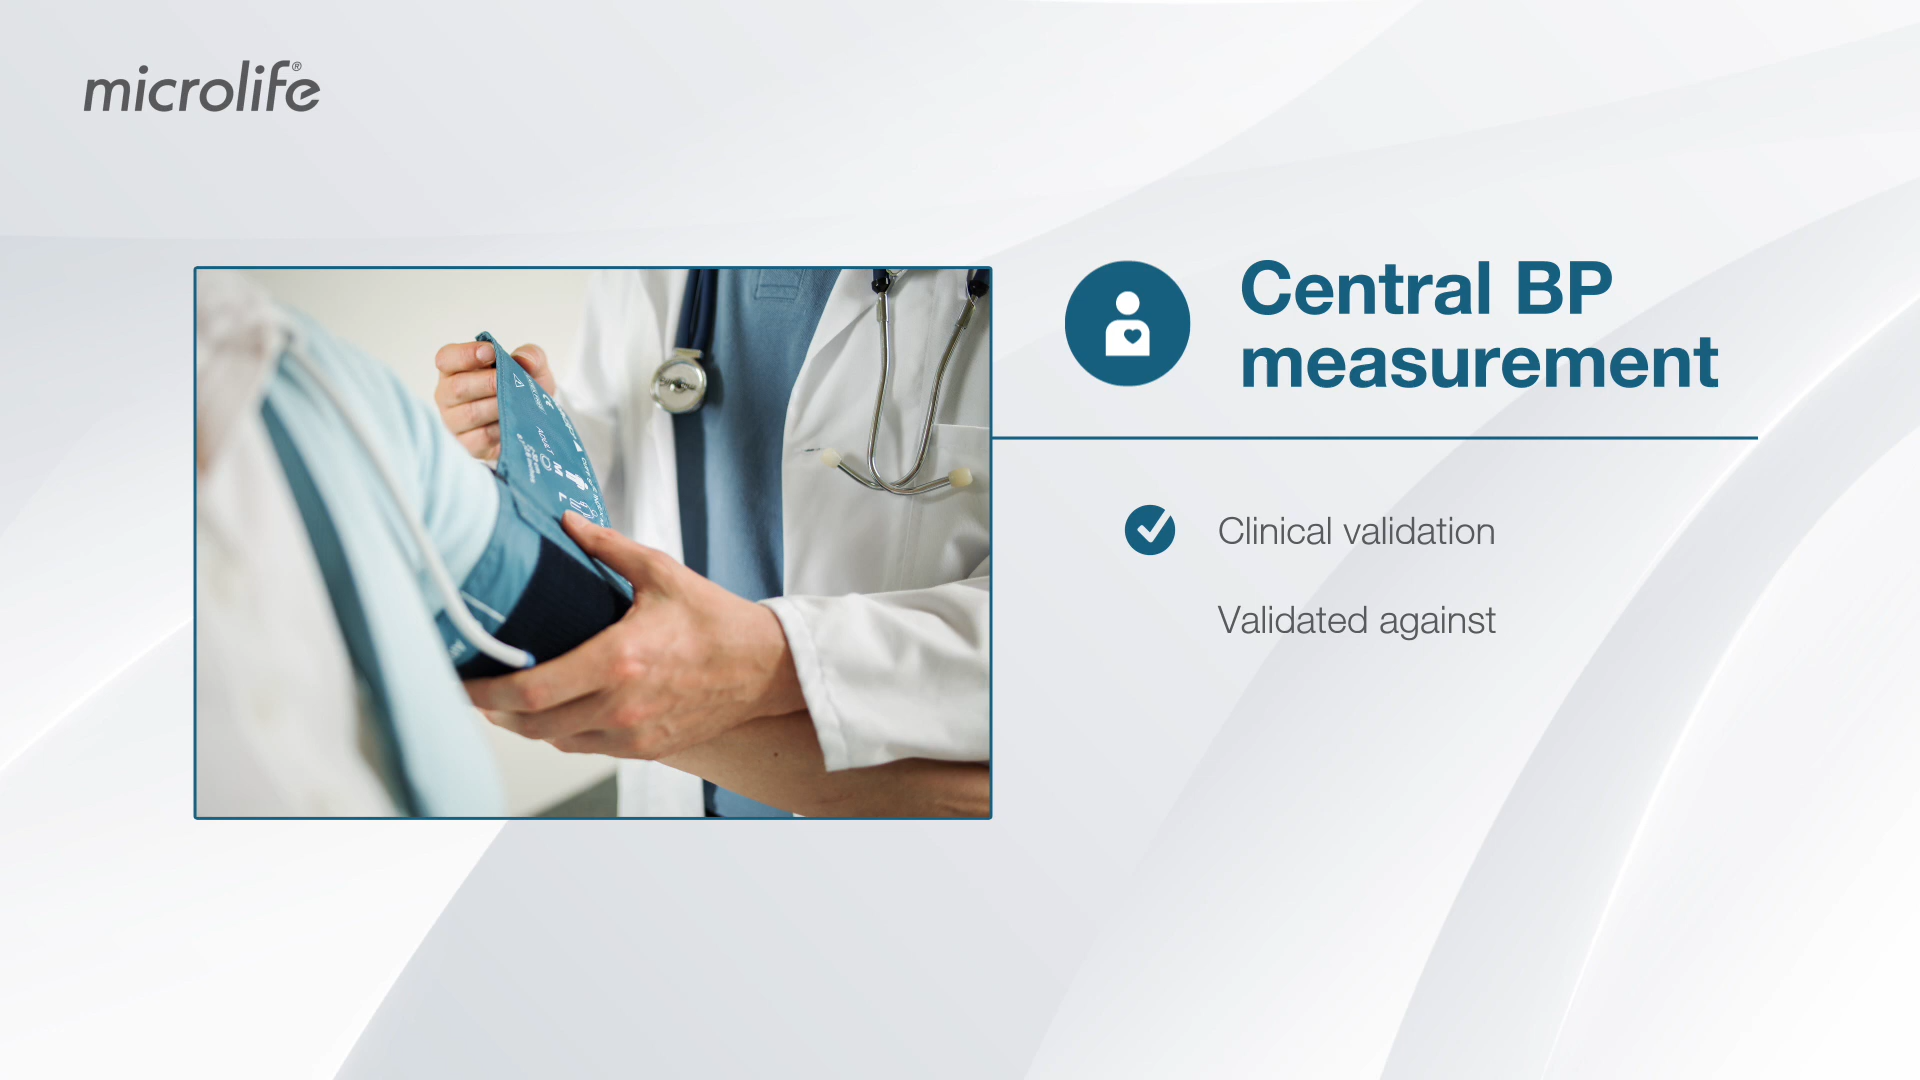 microlife®
Central BP
measurement
Clinical validation
Validated against
M
L